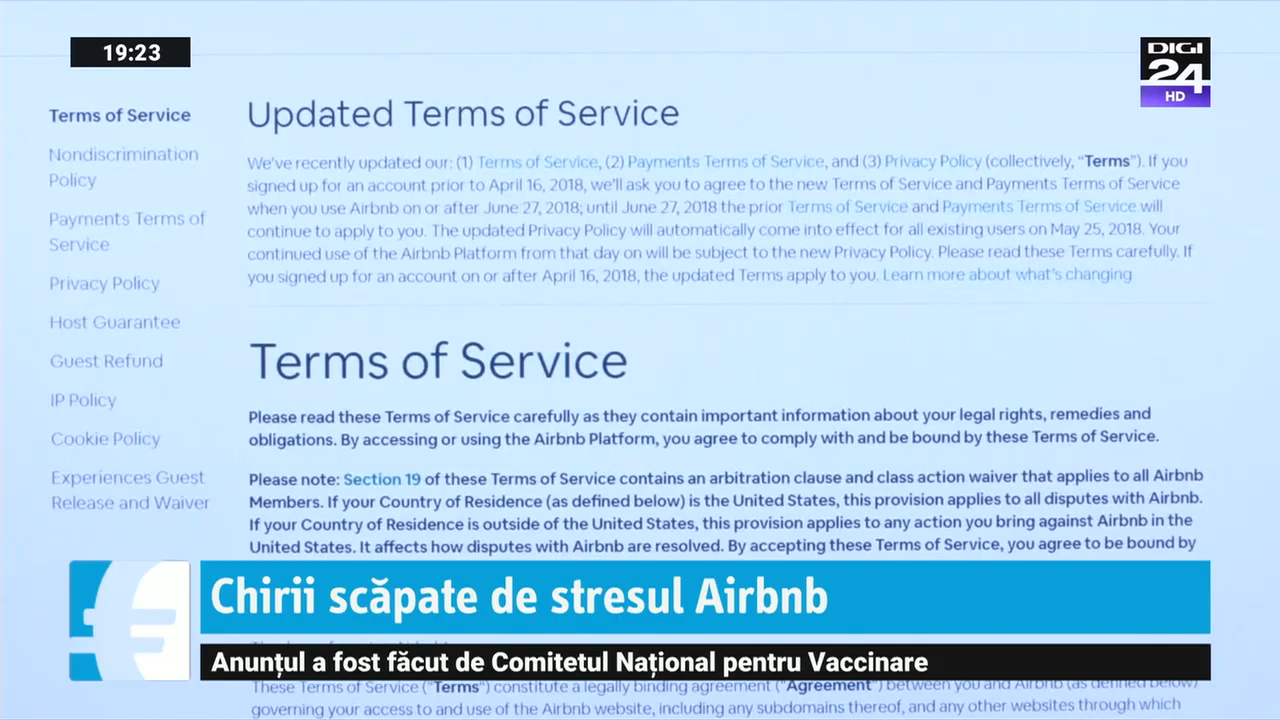 19:23
DIGI
24
HD
Terms of Service
Nondiscrimination
Policy
Payments Terms of
Service
Privacy Policy
Host Guarantee
Guest Refund
IP Policy
Cookie Policy
Experiences Guest
Release and Waiver
Updated Terms of Service
We've recently updated our: (1) Terms of Service, (2) Payments Terms of Service, and (3) Privacy Policy (collectively, “Terms”). If you
signed up for an account prior to April 16, 2018, we'll ask you to agree to the new Terms of Service and Payments Terms of Service
when you use Airbnb on or after June 27, 2018; until June 27, 2018 the prior Terms of Service and Payments Terms of Service will
continue to apply to you. The updated Privacy Policy will automatically come into effect for all existing users on May 25, 2018. Your
continued use of the Airbnb Platform from that day on will be subject to the new Privacy Policy. Please read these Terms carefully. If
you signed up for an account on or after April 16, 2018, the updated Terms apply to you. Learn more about what's changing
Terms of Service
Please read these Terms of Service carefully as they contain important information about your legal rights, remedies and
obligations. By accessing or using the Airbnb Platform, you agree to comply with and be bound by these Terms of Service.
Please note: Section 19 of these Terms of Service contains an arbitration clause and class action waiver that applies to all Airbnb
Members. If your Country of Residence (as defined below) is the United States, this provision applies to all disputes with Airbnb.
If your Country of Residence is outside of the United States, this provision applies to any action you bring against Airbnb in the
United States. It affects how disputes with Airbnb are resolved. By accepting these Terms of Service, you agree to be bound by
Chirii scăpate de stresul Airbnb
Anunțul a fost făcut de Comitetul Național pentru Vaccinare
These Terms of Service (“Terms”) constitute a legally binding agreement (“Agreement”) between you and Airbnb (as defined below)
governing your access to and use of the Airbnb website, including any subdomains thereof, and any other websites through which